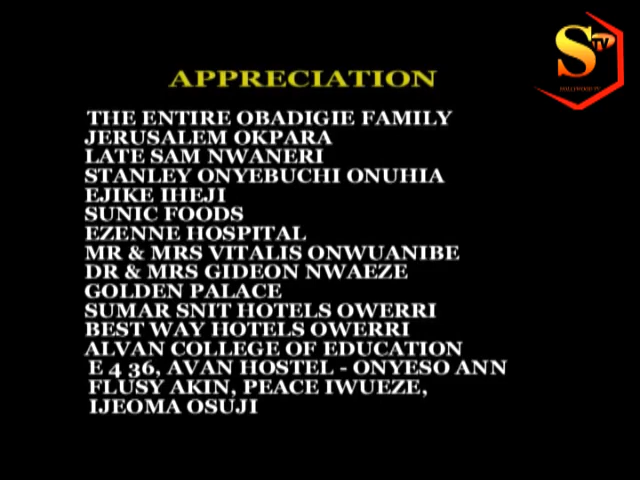 APPRECIATION
THE ENTIRE OBADIGIE FAMILY
JERUSALEM OKPARA
LATE SAM NWANERI
STANLEY ONYEBUCHI ONUHIA
EJIKE IHEJI
SUNIC FOODS
EZENNE HOSPITAL
MR & MRS VITALIS ONWUANIBE
DR & MRS GIDEON NWAEZE
GOLDEN PALACE
SUMAR SNIT HOTELS OWERRI
BEST WAY HOTELS OWERRI
ALVAN COLLEGE OF EDUCATION
E 4 36, AVAN HOSTEL - ONYESO ANN
FLUSY AKIN, PEACE IWUEZE,
IJEOMA OSUJI
S TV